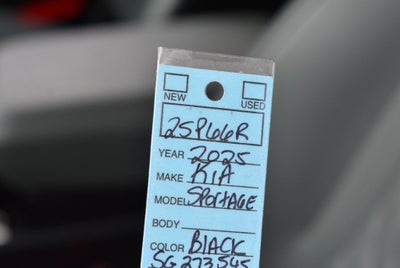 NEW USED
25P66R
YEAR 2025
MAKE KIA
MODEL SPORTAGE
BODY
COLOR BLACK
SG273545